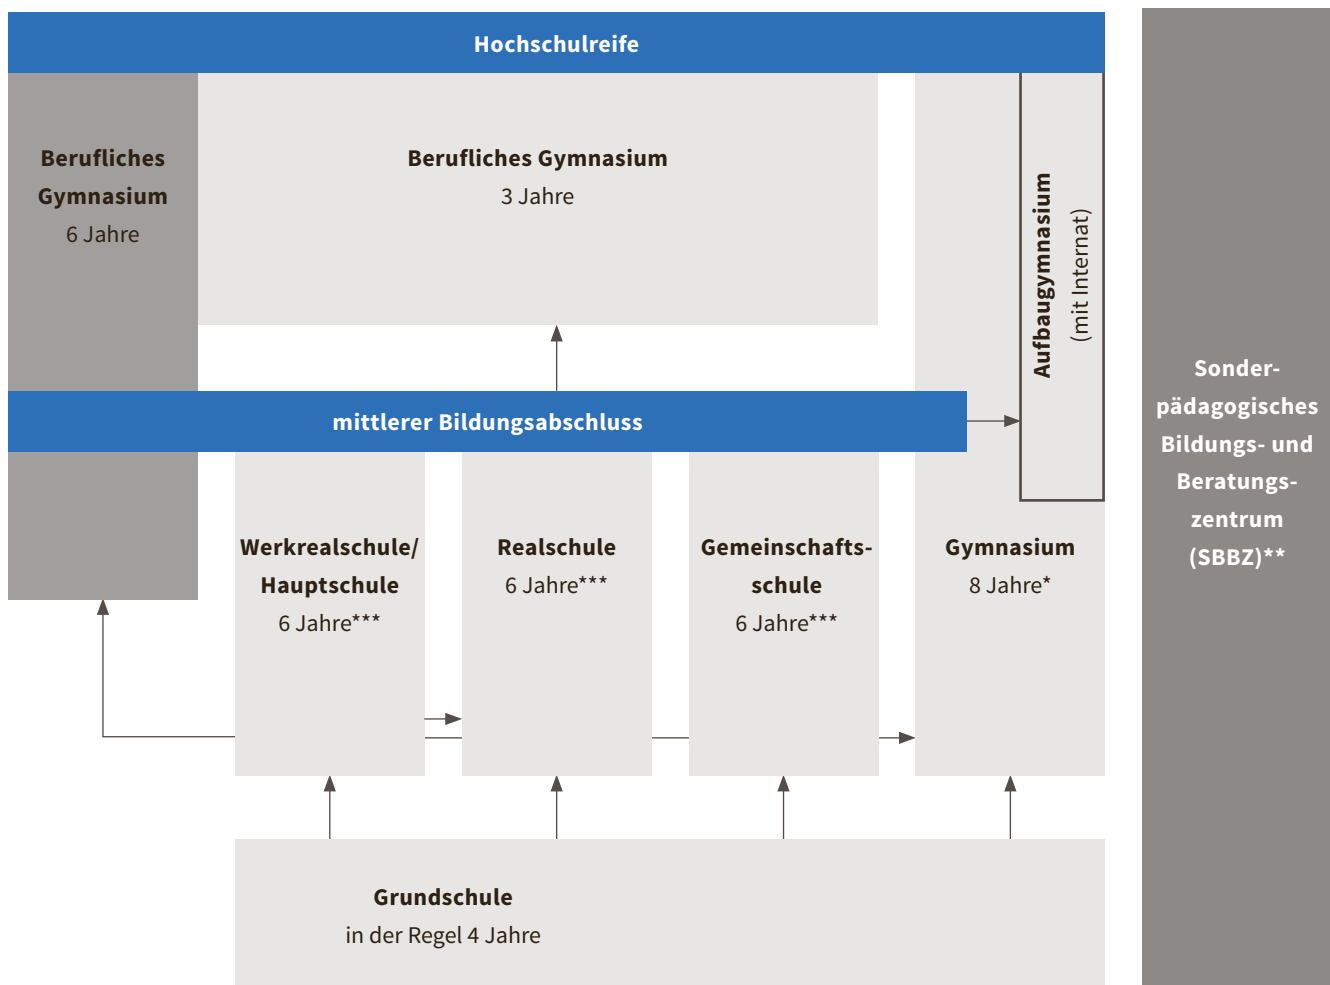 Hochschulreife
Berufliches
Gymnasium
6 Jahre
Berufliches Gymnasium
3 Jahre
Aufbaugymnasium
(mit Internat)
mittlerer Bildungsabschluss
Werkrealschule/
Hauptschule
6 Jahre***
Realschule
6 Jahre***
Gemeinschafts-
schule
6 Jahre***
Gymnasium
8 Jahre*
Grundschule
in der Regel 4 Jahre
Sonder-
pädagogisches
Bildungs- und
Beratungs-
zentrum
(SBBZ)**